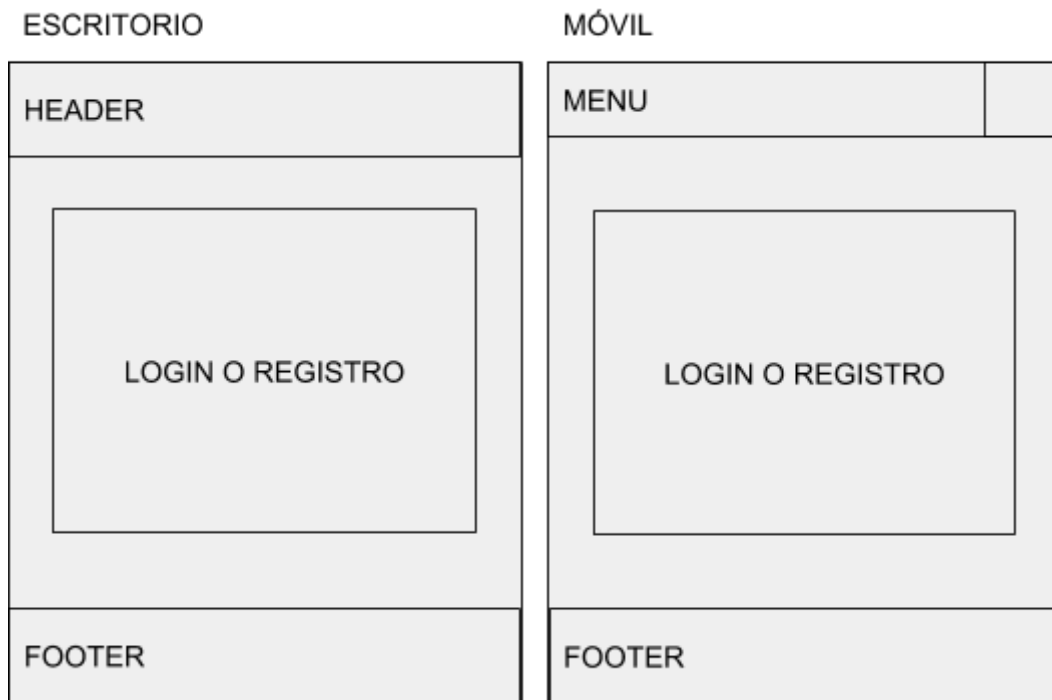 ESCRITORIO
HEADER
LOGIN O REGISTRO
FOOTER
MÓVIL
MENU
LOGIN O REGISTRO
FOOTER